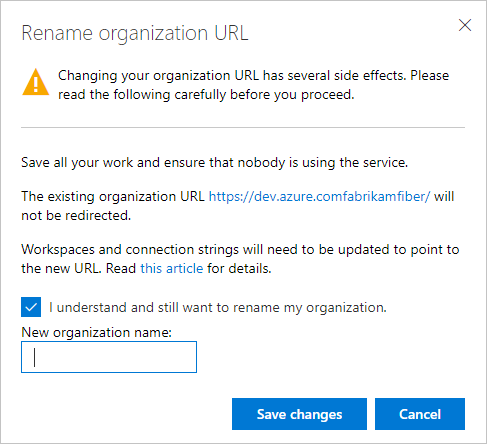 Rename organization URL
Changing your organization URL has several side effects. Please
read the following carefully before you proceed.
Save all your work and ensure that nobody is using the service.
The existing organization URL https://dev.azure.comfabrikamfiber/ will
not be redirected.
Workspaces and connection strings will need to be updated to point to
the new URL. Read this article for details.
I understand and still want to rename my organization.
New organization name:
Save changes
Cancel